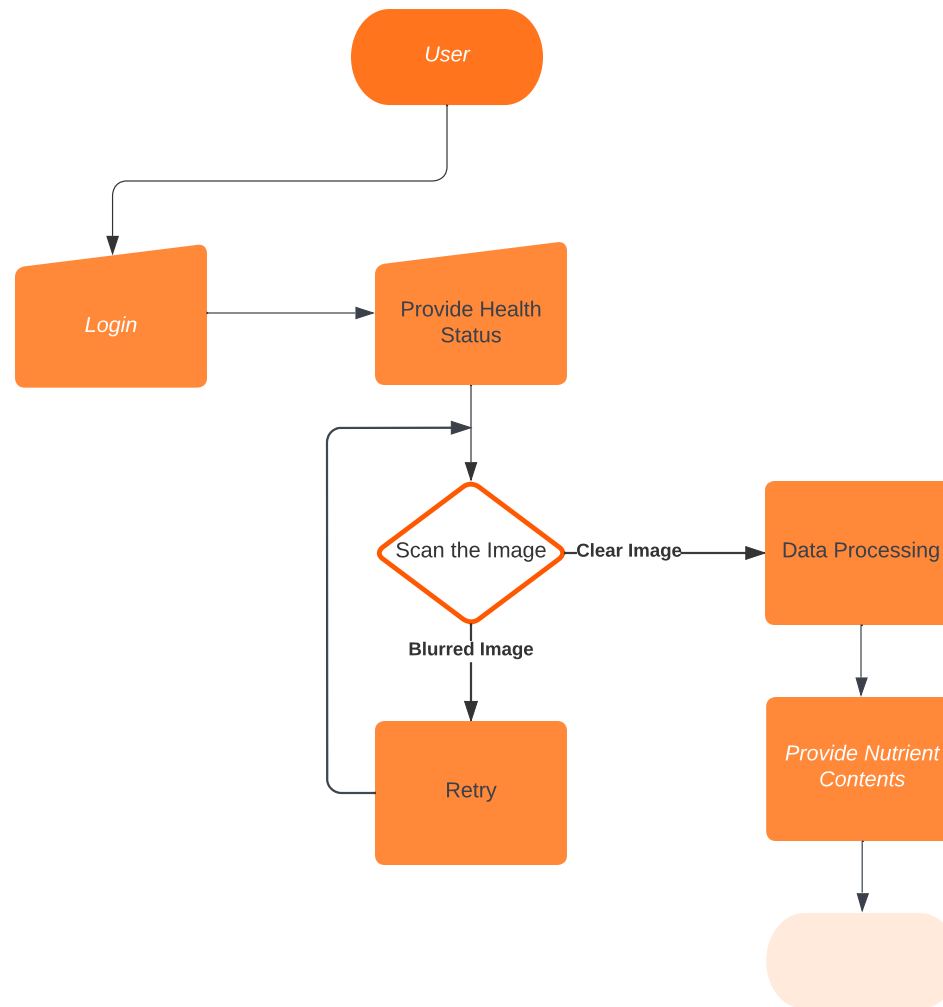 User
Login
Provide Health
Status
Scan the Image
Clear Image
Data Processing
Blurred Image
Retry
Provide Nutrient
Contents